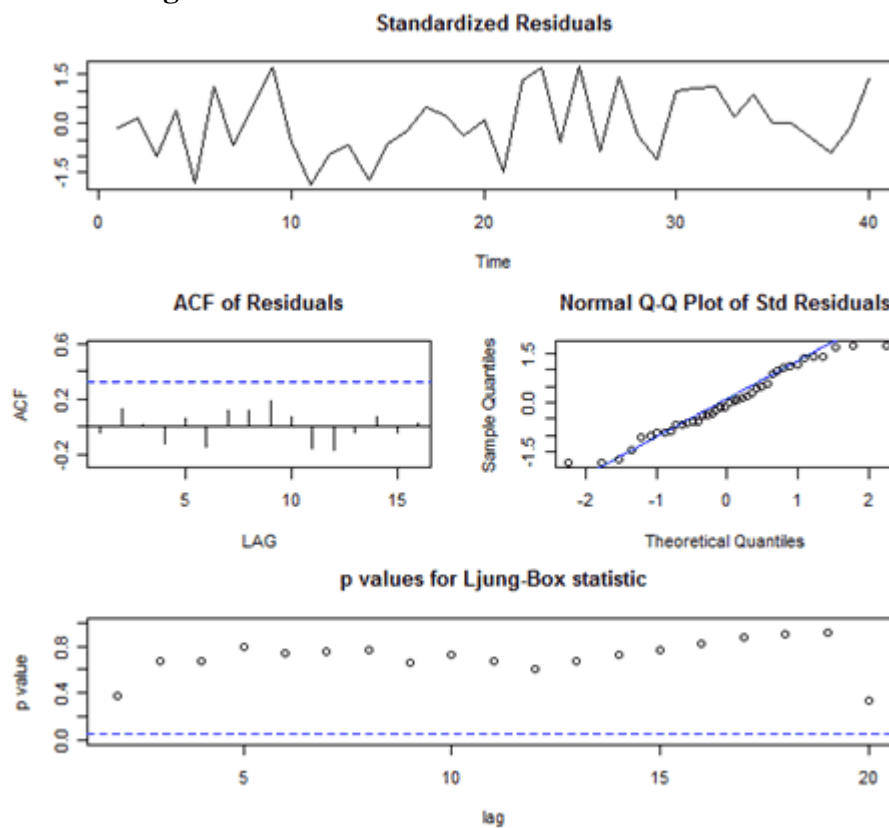 Standardized Residuals
1.5
0.0
-1.5
0 10 20 30 40
Time
ACF of Residuals
ACF
0.6
0.2
-0.2
5 10 15
LAG
Normal Q-Q Plot of Std Residuals
Sample Quantiles
1.5
0.0
-1.5
-2 -1 0 1 2
Theoretical Quantiles
p values for Ljung-Box statistic
p value
0.8
0.4
0.0
5 10 15 20
lag